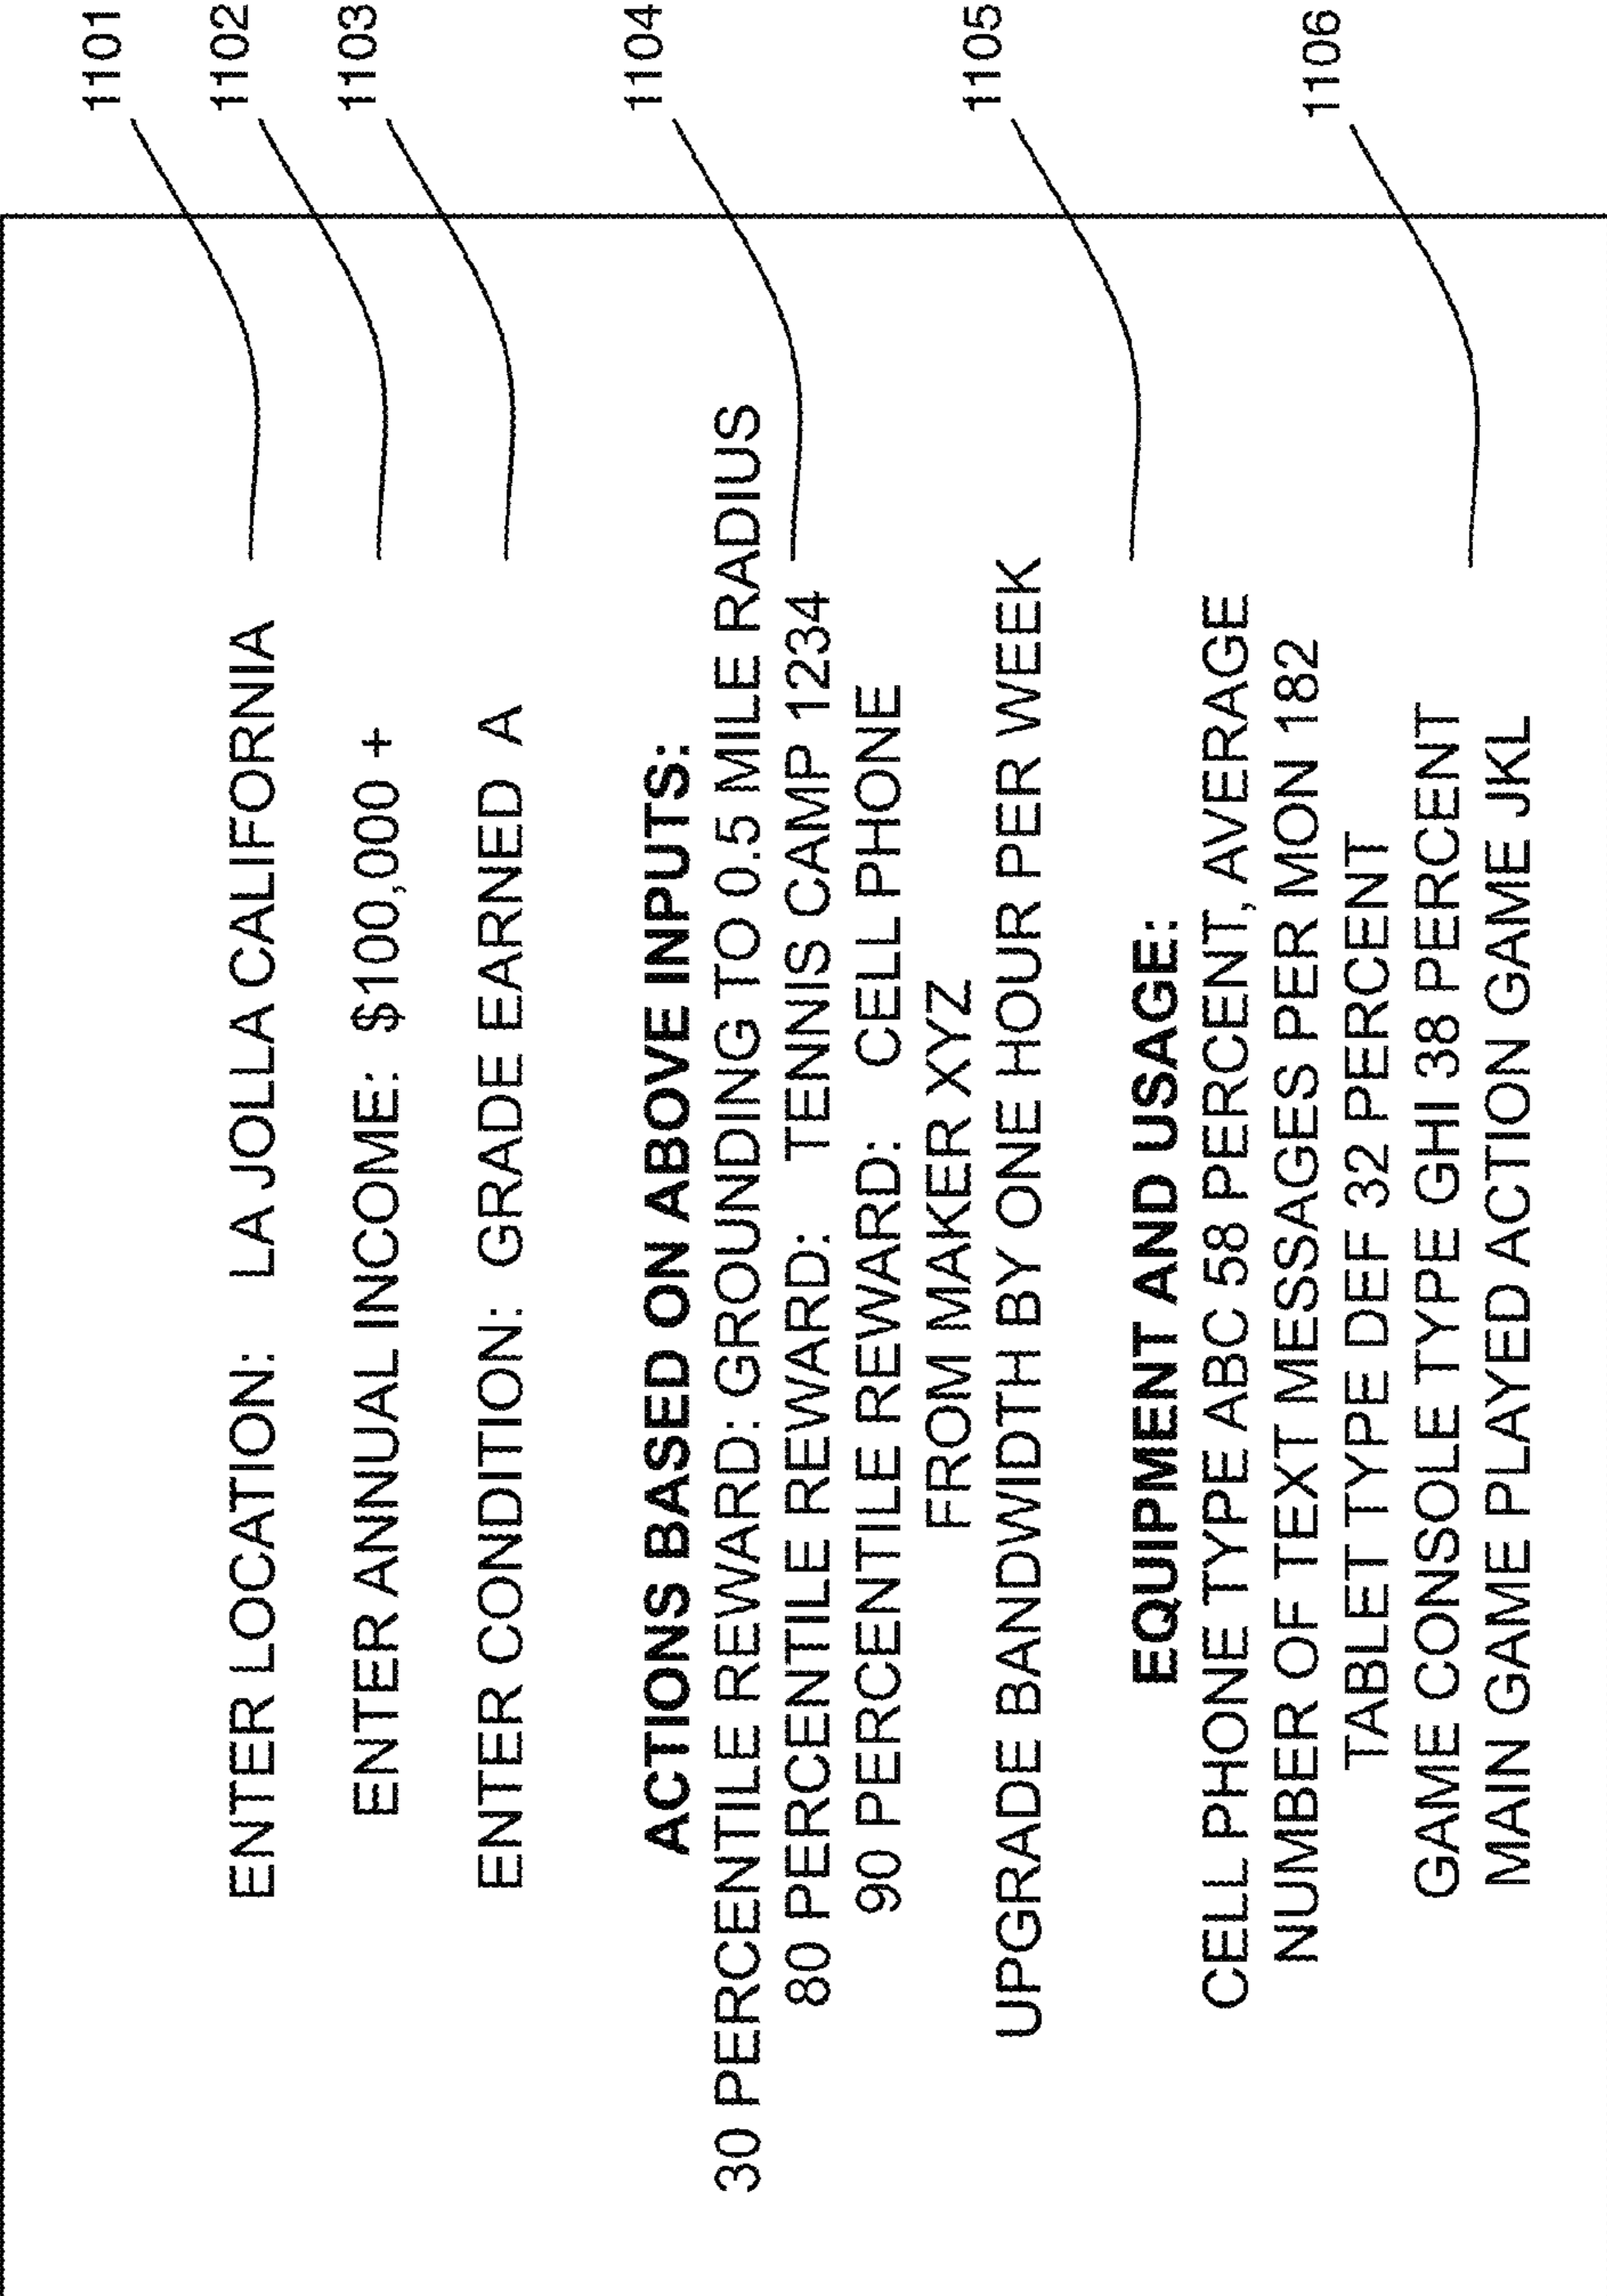 ENTER LOCATION: LA JOLLA CALIFORNIA
1101
ENTER ANNUAL INCOME: $100,000 +
1102
ENTER CONDITION: GRADE EARNED A
1103
ACTIONS BASED ON ABOVE INPUTS:
30 PERCENTILE REWARD: GROUNDING TO 0.5 MILE RADIUS
80 PERCENTILE REWARD: TENNIS CAMP 1234
1104
90 PERCENTILE REWARD: CELL PHONE
FROM MAKER XYZ
UPGRADE BANDWIDTH BY ONE HOUR PER WEEK
EQUIPMENT AND USAGE:
1105
CELL PHONE TYPE ABC 58 PERCENT, AVERAGE
NUMBER OF TEXT MESSAGES PER MON 182
TABLET TYPE DEF 32 PERCENT
GAME CONSOLE TYPE GHI 38 PERCENT
MAIN GAME PLAYED ACTION GAME JKL
1106